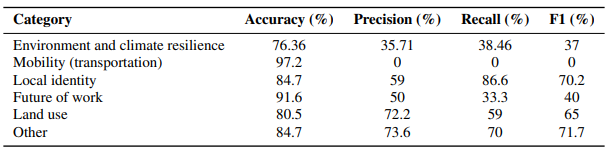 Category Accuracy (%) Precision (%) Recall (%) F1 (%)
Environment and climate resilience 76.36 35.71 38.46 37
Mobility (transportation) 97.2 0 0 0
Local identity 84.7 59 86.6 70.2
Future of work 91.6 50 33.3 40
Land use 80.5 72.2 59 65
Other 84.7 73.6 70 71.7